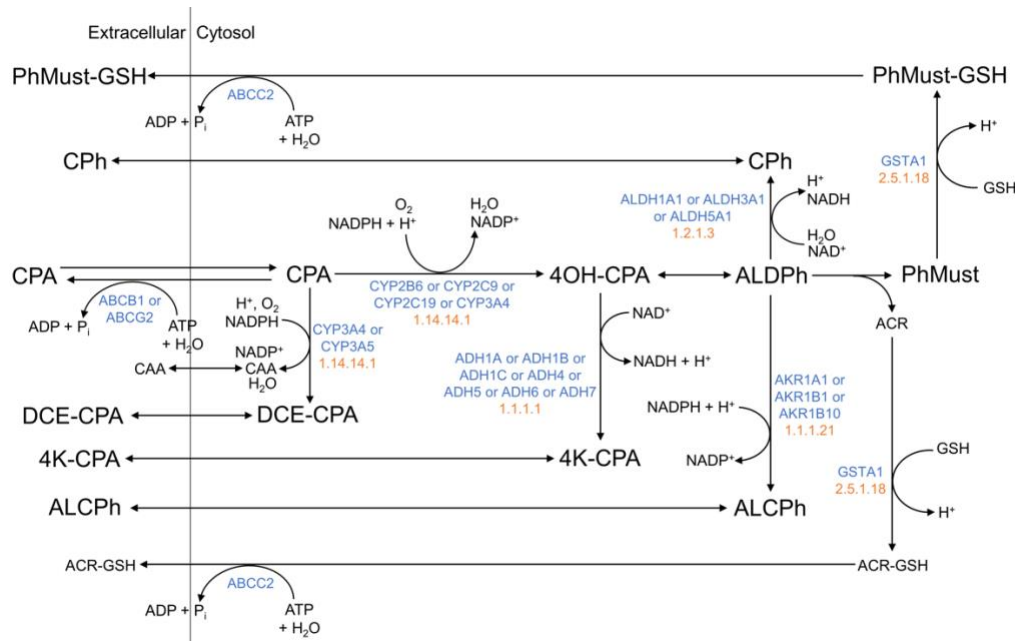 Extracellular Cytosol
PhMust-GSH PhMust-GSH
ABCC2
ADP + Pi ATP
+ H2O
H+
GSTA1
2.5.1.18
GSH
CPh CPh
ALDH1A1 or ALDH3A1
or ALDH5A1
1.2.1.3
H+
NADH
H2O
NAD+
O2
NADPH + H+
H2O
NADP+
CPA CPA 4OH-CPA ALDPh PhMust
CYP2B6 or CYP2C9 or
CYP2C19 or CYP3A4
1.14.14.1
ABCB1 or
ABCG2
ADP + Pi ATP
+ H2O
H+, O2
NADPH
CYP3A4 or
CYP3A5
1.14.14.1
NADP+
CAA CAA
H2O
NAD+
NADH + H+
ADH1A or ADH1B or
ADH1C or ADH4 or
ADH5 or ADH6 or ADH7
1.1.1.1
ACR
AKR1A1 or
AKR1B1 or
AKR1B10
1.1.1.21
NADPH + H+
NADP+
DCE-CPA DCE-CPA
4K-CPA 4K-CPA
GSH
GSTA1
2.5.1.18
H+
ALCPh ALCPh
ACR-GSH ACR-GSH
ABCC2
ADP + Pi ATP
+ H2O